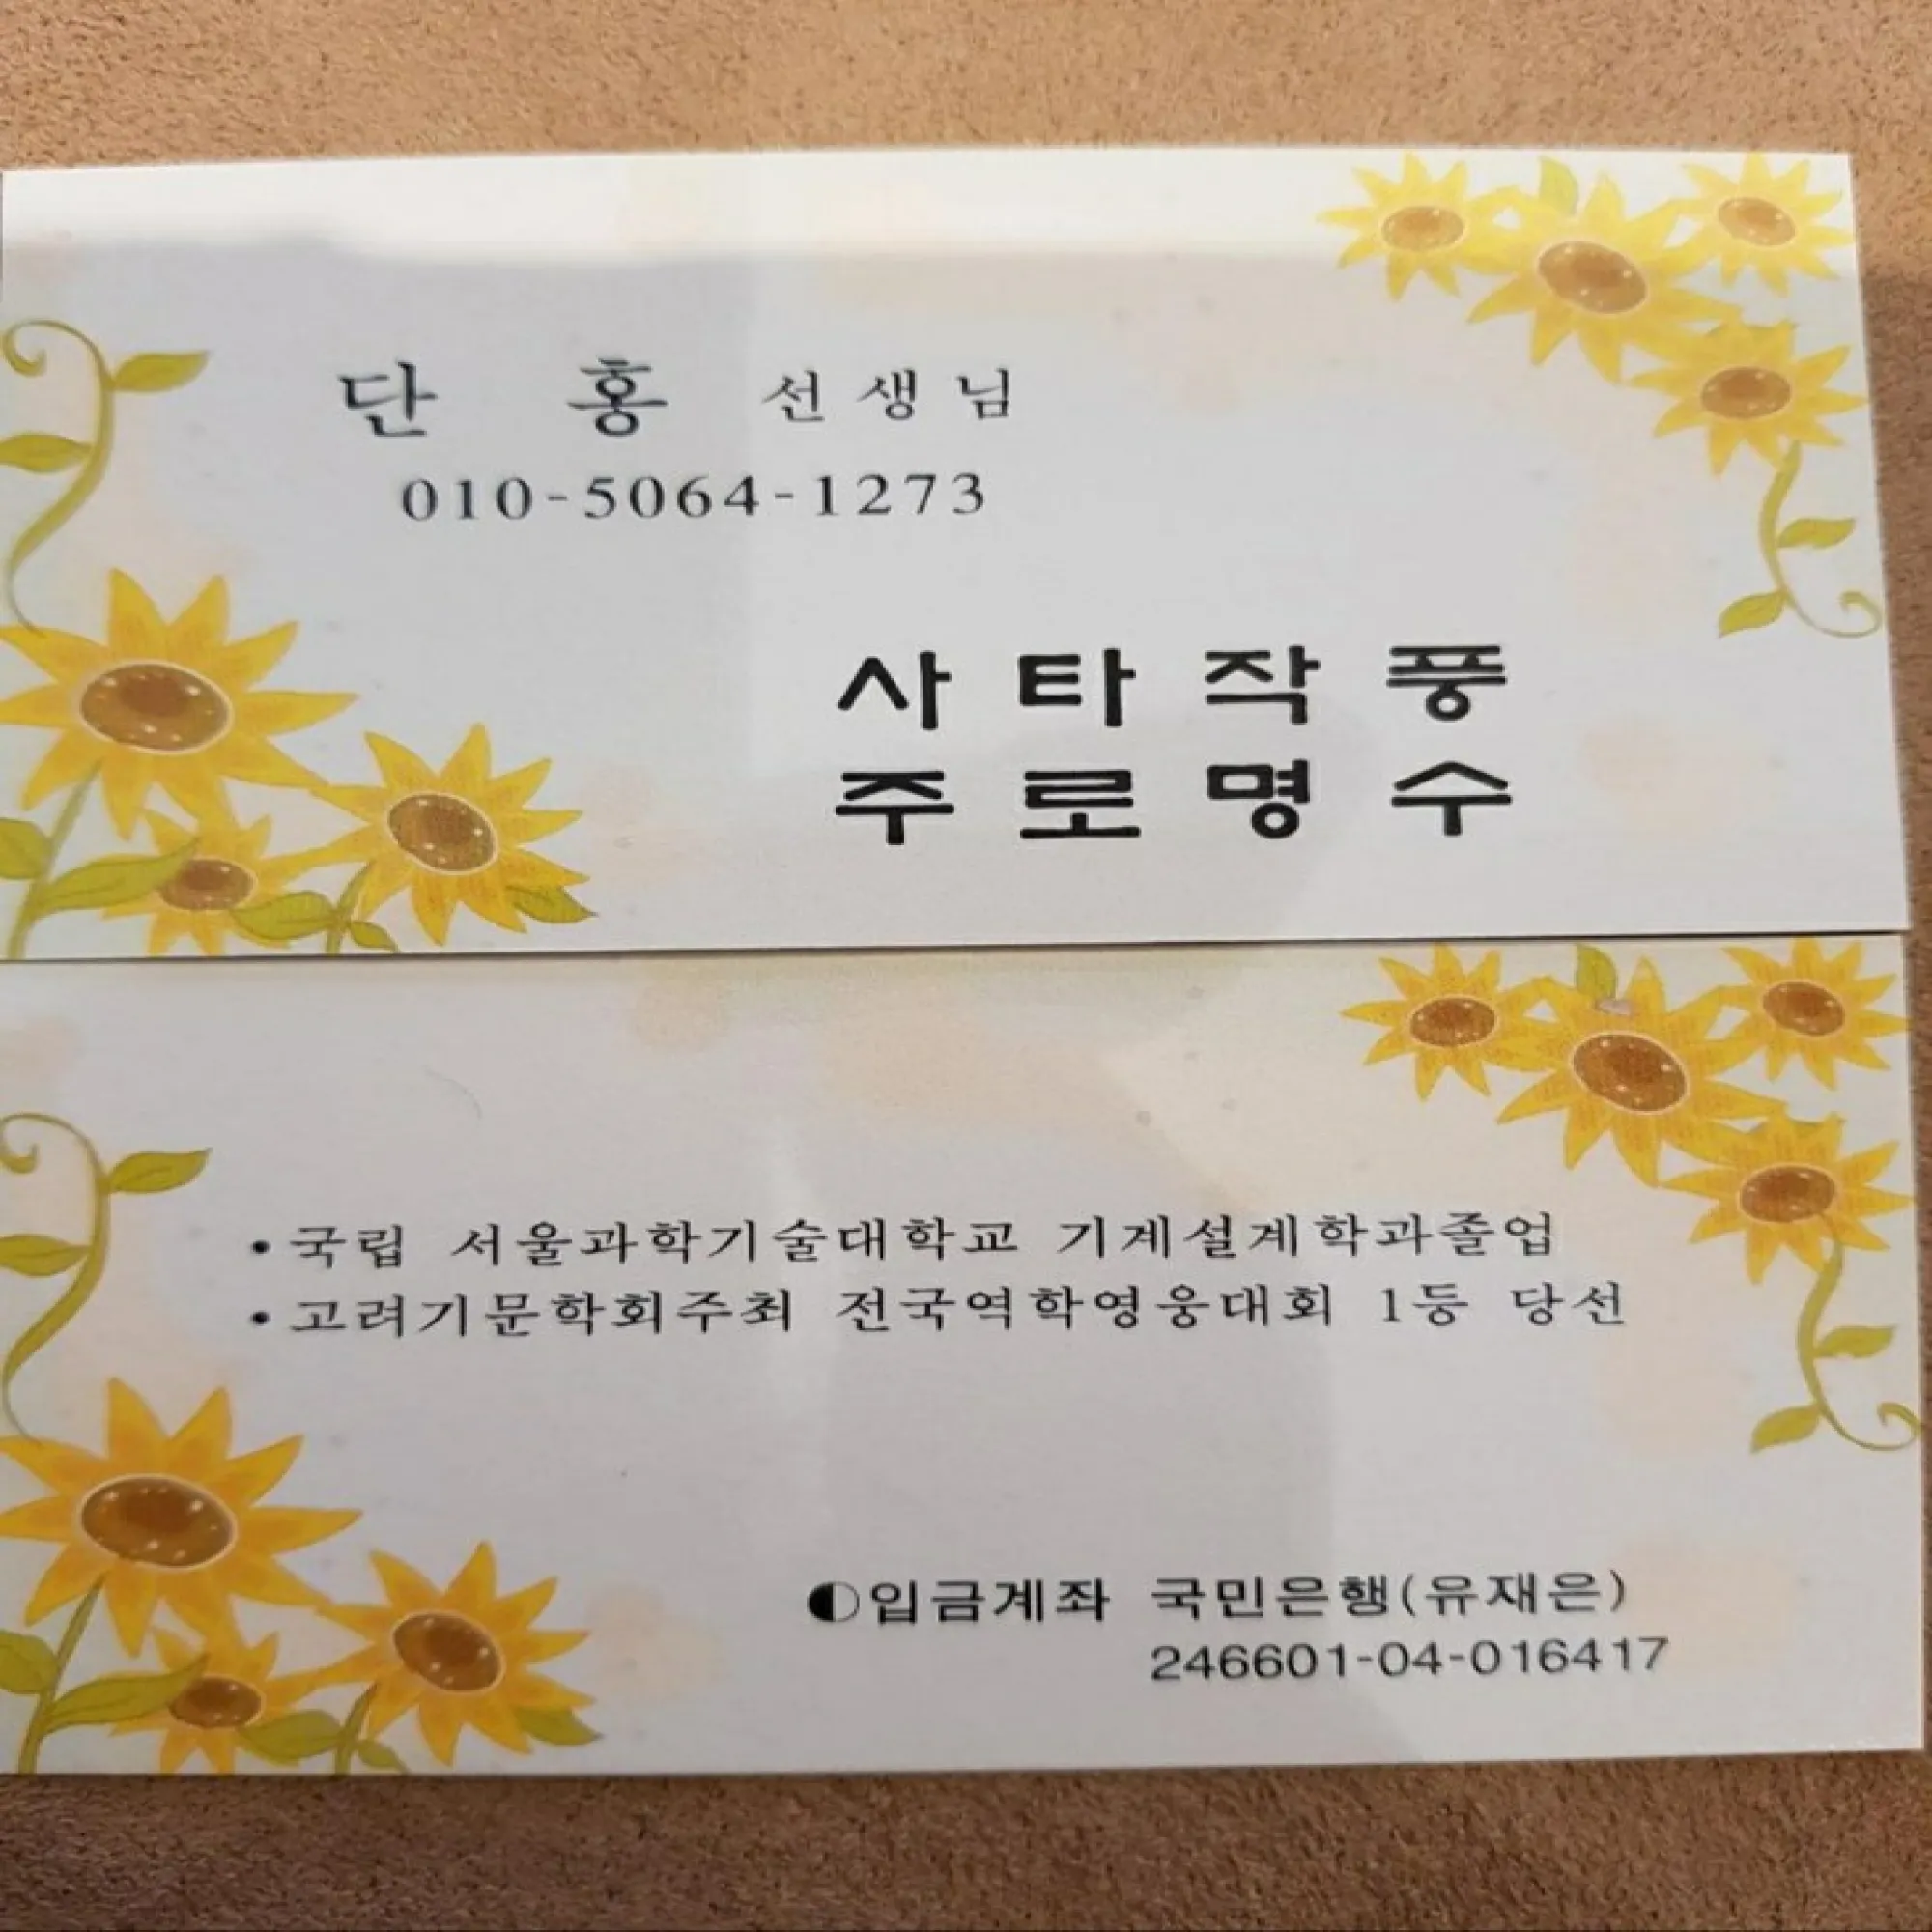 단 홍 선생님
010-5064-1273
사 타 작 풍
주 로 명 수
• 국립 서울과학기술대학교 기계설계학과졸업
• 고려기문학회주최 전국역학영웅대회 1등 당선
◐입금계좌 국민은행(유재은)
246601-04-016417